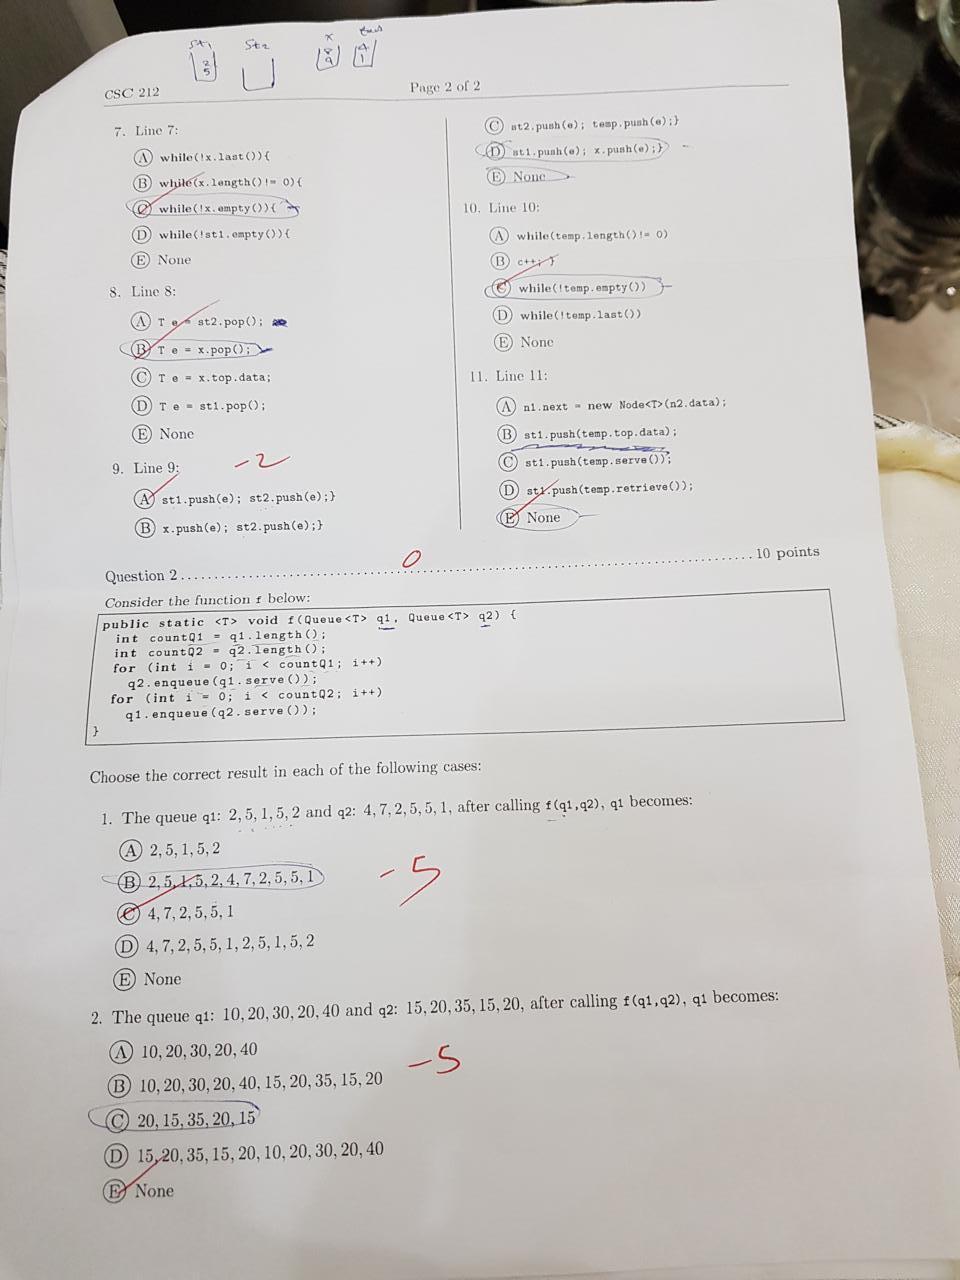 st1
St2
x
2
5
8
9
4
1
CSC 212
Page 2 of 2
7. Line 7:
A while(!x.last()){
B while(x.length()!= 0){
C while(!x.empty()){
D while(!st1.empty()){
E None
8. Line 8:
A T e = st2.pop();
B T e = x.pop();
C T e = x.top.data;
D T e = st1.pop();
E None
9. Line 9:
-2
A st1.push(e); st2.push(e);}
B x.push(e); st2.push(e);}
C st2.push(e); temp.push(e);}
D st1.push(e); x.push(e);}
E None
10. Line 10:
A while(temp.length()!= 0)
B c++; }
C while(!temp.empty())
D while(!temp.last())
E None
11. Line 11:
A n1.next = new Node<T>(n2.data);
B st1.push(temp.top.data);
C st1.push(temp.serve());
D st1.push(temp.retrieve());
E None
0
Question 2 .......... 10 points
Consider the function f below:
public static <T> void f(Queue<T> q1, Queue<T> q2) {
int countQ1 = q1.length();
int countQ2 = q2.length();
for (int i = 0; i < countQ1; i++)
q2.enqueue(q1.serve());
for (int i = 0; i < countQ2; i++)
q1.enqueue(q2.serve());
}
Choose the correct result in each of the following cases:
1. The queue q1: 2, 5, 1, 5, 2 and q2: 4, 7, 2, 5, 5, 1, after calling f(q1,q2), q1 becomes:
A 2, 5, 1, 5, 2
B 2, 5, 1, 5, 2, 4, 7, 2, 5, 5, 1
-5
C 4, 7, 2, 5, 5, 1
D 4, 7, 2, 5, 5, 1, 2, 5, 1, 5, 2
E None
2. The queue q1: 10, 20, 30, 20, 40 and q2: 15, 20, 35, 15, 20, after calling f(q1,q2), q1 becomes:
A 10, 20, 30, 20, 40
-5
B 10, 20, 30, 20, 40, 15, 20, 35, 15, 20
C 20, 15, 35, 20, 15
D 15, 20, 35, 15, 20, 10, 20, 30, 20, 40
E None